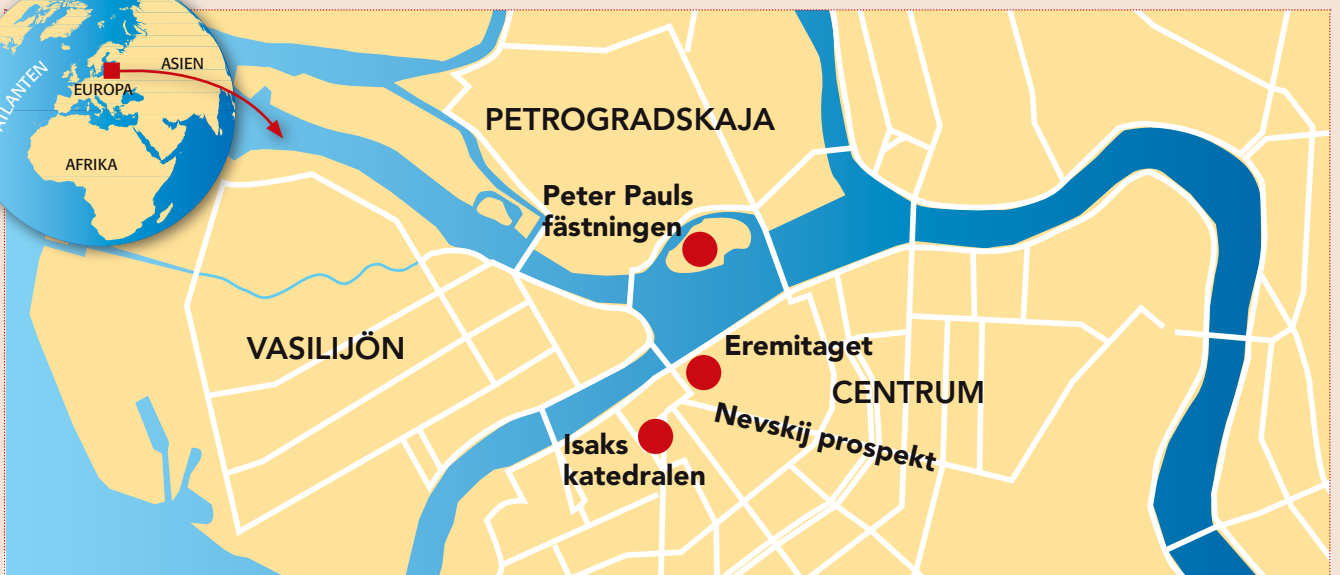 ATLANTEN
ASIEN
EUROPA
AFRIKA
PETROGRADSKAJA
Peter Pauls
fästningen
VASILIJÖN
Eremitaget
CENTRUM
Nevskij prospekt
Isaks
katedralen